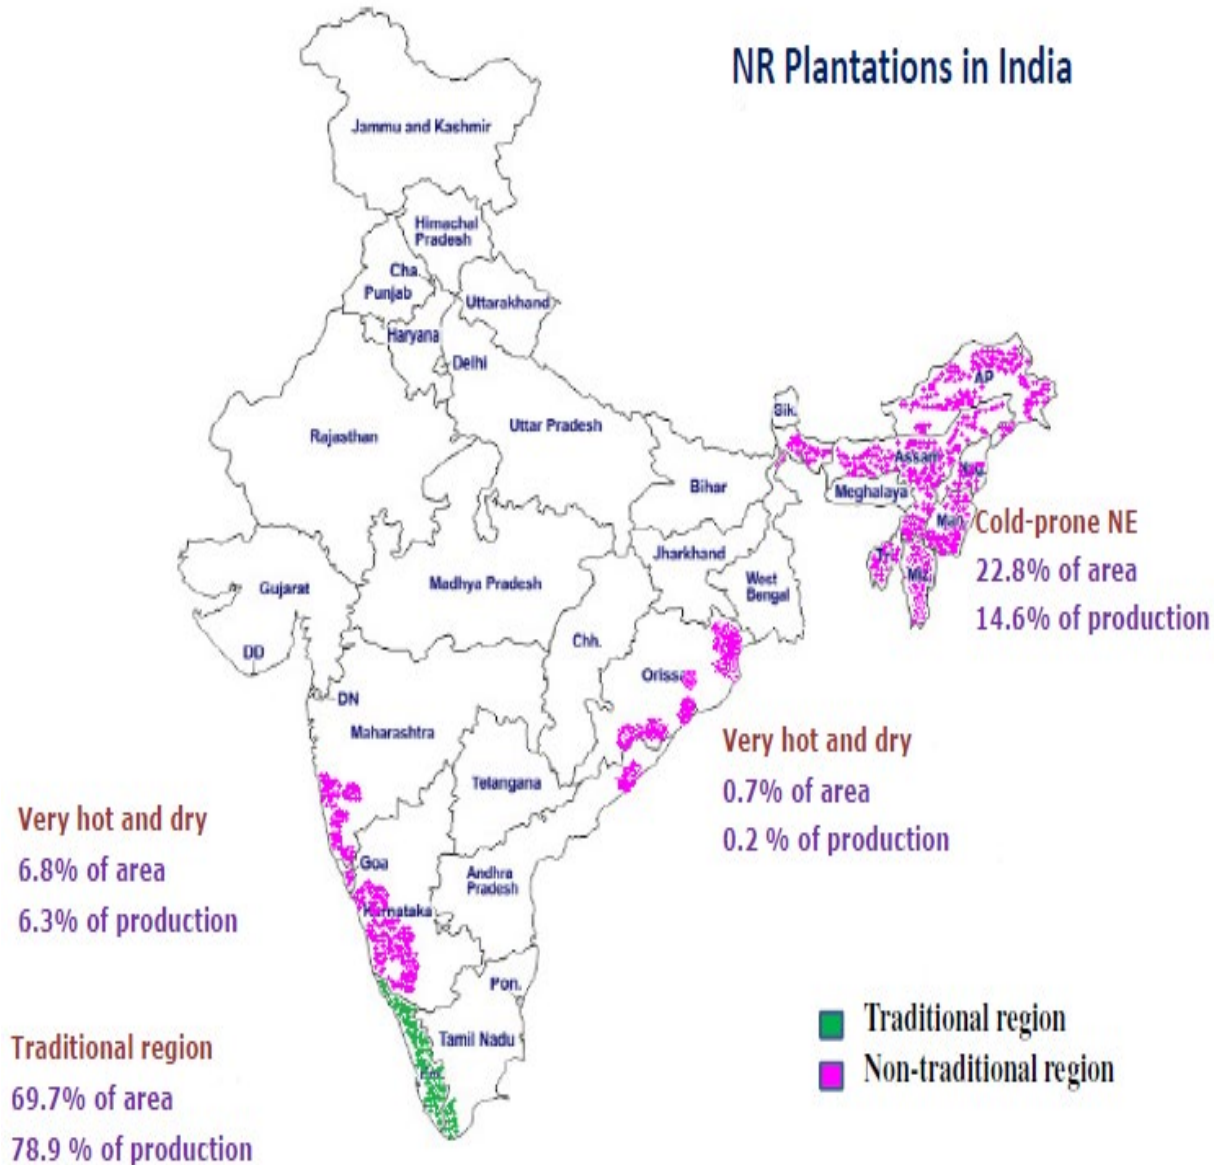 NR Plantations in India
Jammu and Kashmir
Himachal
Pradesh
Cha.
Punjab
Uttarakhand
Haryana
Delhi
Rajasthan
Uttar Pradesh
Sik.
AP
Assam
Nag.
Bihar
Meghalaya
Man.
Cold-prone NE
22.8% of area
14.6% of production
Tri.
Miz.
Jharkhand
West
Bengal
Gujarat
Madhya Pradesh
Chh.
DD
Orissa
DN
Maharashtra
Telangana
Very hot and dry
0.7% of area
0.2 % of production
Very hot and dry
6.8% of area
6.3% of production
Goa
Andhra
Pradesh
Karnataka
Pon.
Tamil Nadu
Ker.
Traditional region
69.7% of area
78.9 % of production
Traditional region
Non-traditional region